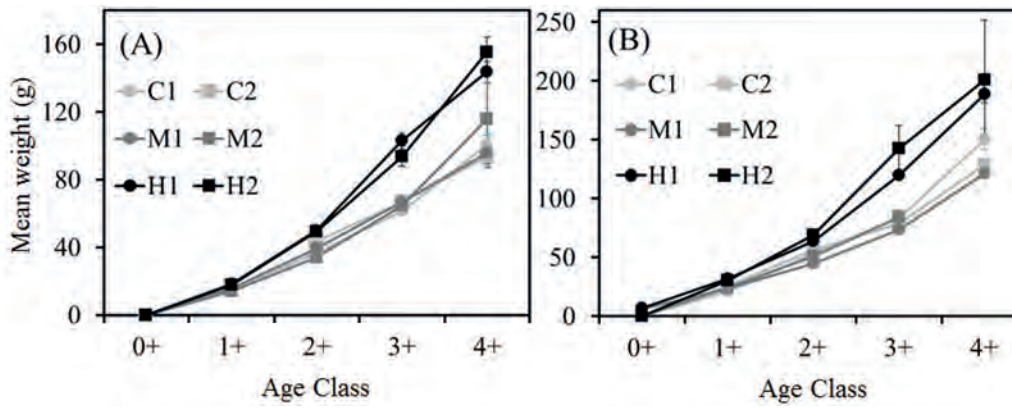 Mean weight (g)
160
120
80
40
0
(A)
C1 C2
M1 M2
H1 H2
0+ 1+ 2+ 3+ 4+
Age Class
250
200
150
100
50
0
(B)
C1 C2
M1 M2
H1 H2
0+ 1+ 2+ 3+ 4+
Age Class